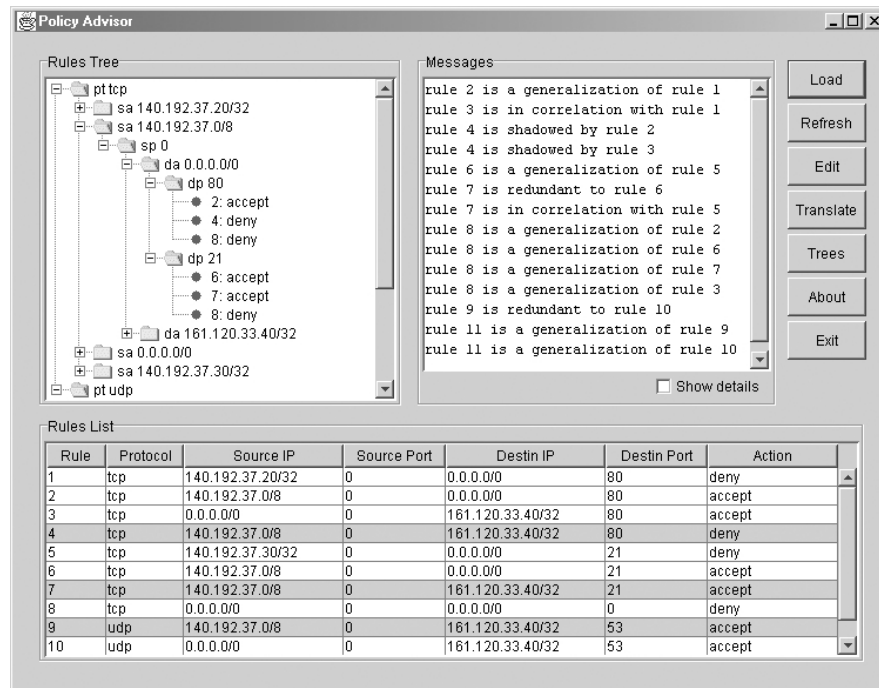 Policy Advisor
Rules Tree
pt tcp
sa 140.192.37.20/32
sa 140.192.37.0/8
sp 0
da 0.0.0.0/0
dp 80
2: accept
4: deny
8: deny
dp 21
6: accept
7: accept
8: deny
da 161.120.33.40/32
sa 0.0.0.0/0
sa 140.192.37.30/32
pt udp
Messages
rule 2 is a generalization of rule 1
rule 3 is in correlation with rule 1
rule 4 is shadowed by rule 2
rule 4 is shadowed by rule 3
rule 6 is a generalization of rule 5
rule 7 is redundant to rule 6
rule 7 is in correlation with rule 5
rule 8 is a generalization of rule 2
rule 8 is a generalization of rule 6
rule 8 is a generalization of rule 7
rule 8 is a generalization of rule 3
rule 9 is redundant to rule 10
rule 11 is a generalization of rule 9
rule 11 is a generalization of rule 10
Show details
Load
Refresh
Edit
Translate
Trees
About
Exit
Rules List
Rule Protocol Source IP Source Port Destin IP Destin Port Action
1 tcp 140.192.37.20/32 0 0.0.0.0/0 80 deny
2 tcp 140.192.37.0/8 0 0.0.0.0/0 80 accept
3 tcp 0.0.0.0/0 0 161.120.33.40/32 80 accept
4 tcp 140.192.37.0/8 0 161.120.33.40/32 80 deny
5 tcp 140.192.37.30/32 0 0.0.0.0/0 21 deny
6 tcp 140.192.37.0/8 0 0.0.0.0/0 21 accept
7 tcp 140.192.37.0/8 0 161.120.33.40/32 21 accept
8 tcp 0.0.0.0/0 0 0.0.0.0/0 0 deny
9 udp 140.192.37.0/8 0 161.120.33.40/32 53 accept
10 udp 0.0.0.0/0 0 161.120.33.40/32 53 accept